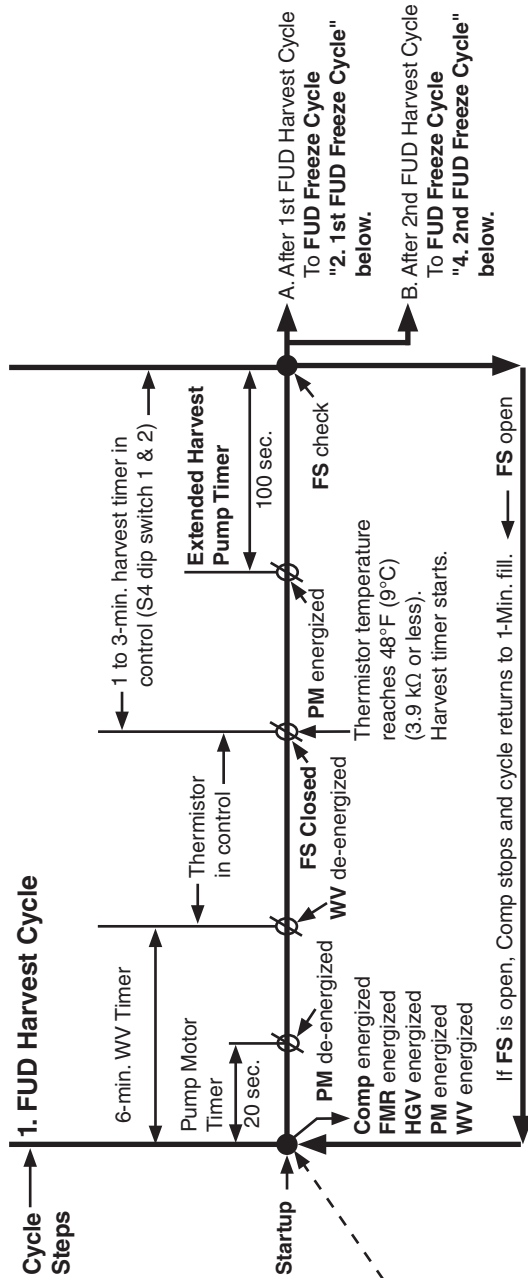 Cycle
Steps
1. FUD Harvest Cycle
6-min. WV Timer
Thermistor
in control
1 to 3-min. harvest timer in
control (S4 dip switch 1 & 2)
Pump Motor
Timer
20 sec.
Extended Harvest
Pump Timer
100 sec.
Startup
PM de-energized
WV de-energized
FS Closed
PM energized
FS check
Comp energized
FMR energized
HGV energized
PM energized
WV energized
Thermistor temperature
reaches 48°F (9°C)
(3.9 kΩ or less).
Harvest timer starts.
A. After 1st FUD Harvest Cycle
To FUD Freeze Cycle
"2. 1st FUD Freeze Cycle"
below.
B. After 2nd FUD Harvest Cycle
To FUD Freeze Cycle
"4. 2nd FUD Freeze Cycle"
below.
If FS is open, Comp stops and cycle returns to 1-Min. fill.
FS open